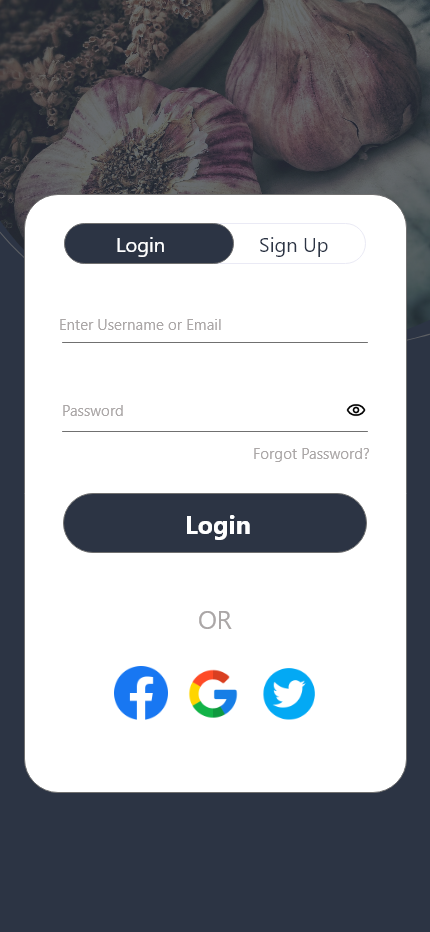 Login Sign Up
Enter Username or Email
Password
Forgot Password?
Login
OR